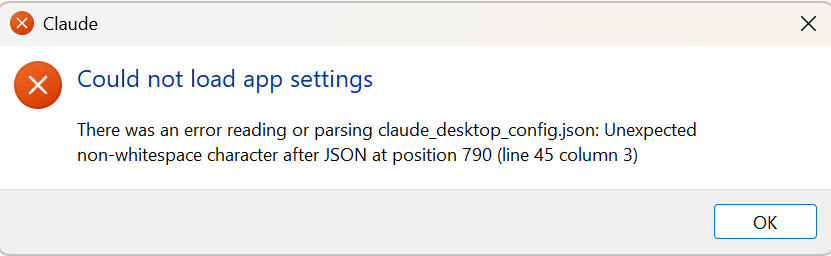 Claude
Could not load app settings
There was an error reading or parsing claude_desktop_config.json: Unexpected
non-whitespace character after JSON at position 790 (line 45 column 3)
OK